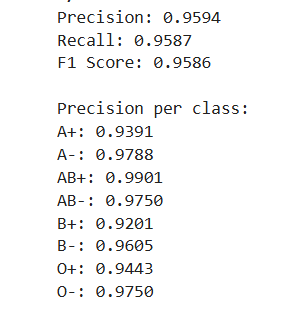 Precision: 0.9594
Recall: 0.9587
F1 Score: 0.9586
Precision per class:
A+: 0.9391
A-: 0.9788
AB+: 0.9901
AB-: 0.9750
B+: 0.9201
B-: 0.9605
O+: 0.9443
O-: 0.9750